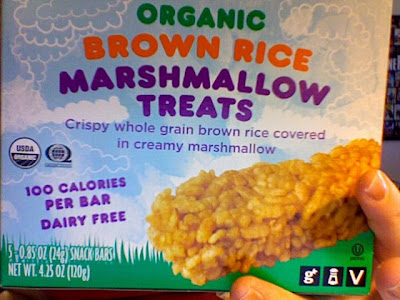 ORGANIC
BROWN RICE
MARSHMALLOW
TREATS
Crispy whole grain brown rice covered
in creamy marshmallow
USDA
ORGANIC
100 CALORIES
PER BAR
DAIRY FREE
5 - 0.85 OZ (24g) SNACK BARS
NET WT. 4.25 OZ (120g)
g
V